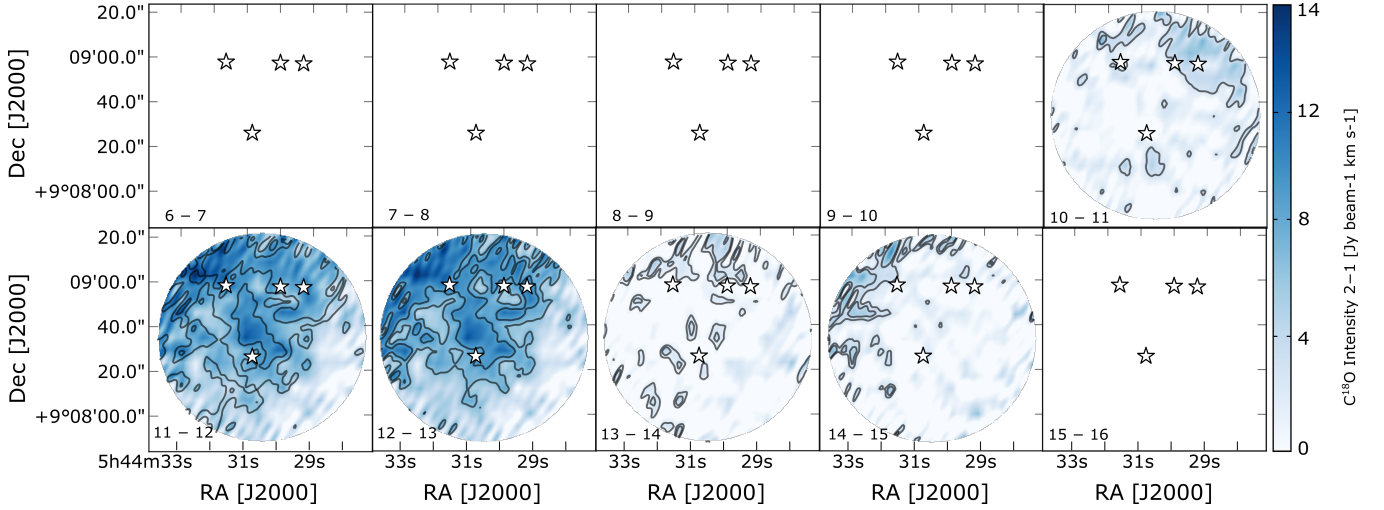 20.0"
09'00.0"
40.0"
20.0"
+9°08'00.0"
Dec [J2000]
6 − 7
7 − 8
8 − 9
9 − 10
10 − 11
20.0"
09'00.0"
40.0"
20.0"
+9°08'00.0"
Dec [J2000]
11 − 12
12 − 13
13 − 14
14 − 15
15 − 16
5h44m33s 31s 29s
33s 31s 29s
33s 31s 29s
33s 31s 29s
33s 31s 29s
RA [J2000]
RA [J2000]
RA [J2000]
RA [J2000]
RA [J2000]
14
12
8
4
0
C¹⁸O Intensity 2−1 [Jy beam-1 km s-1]